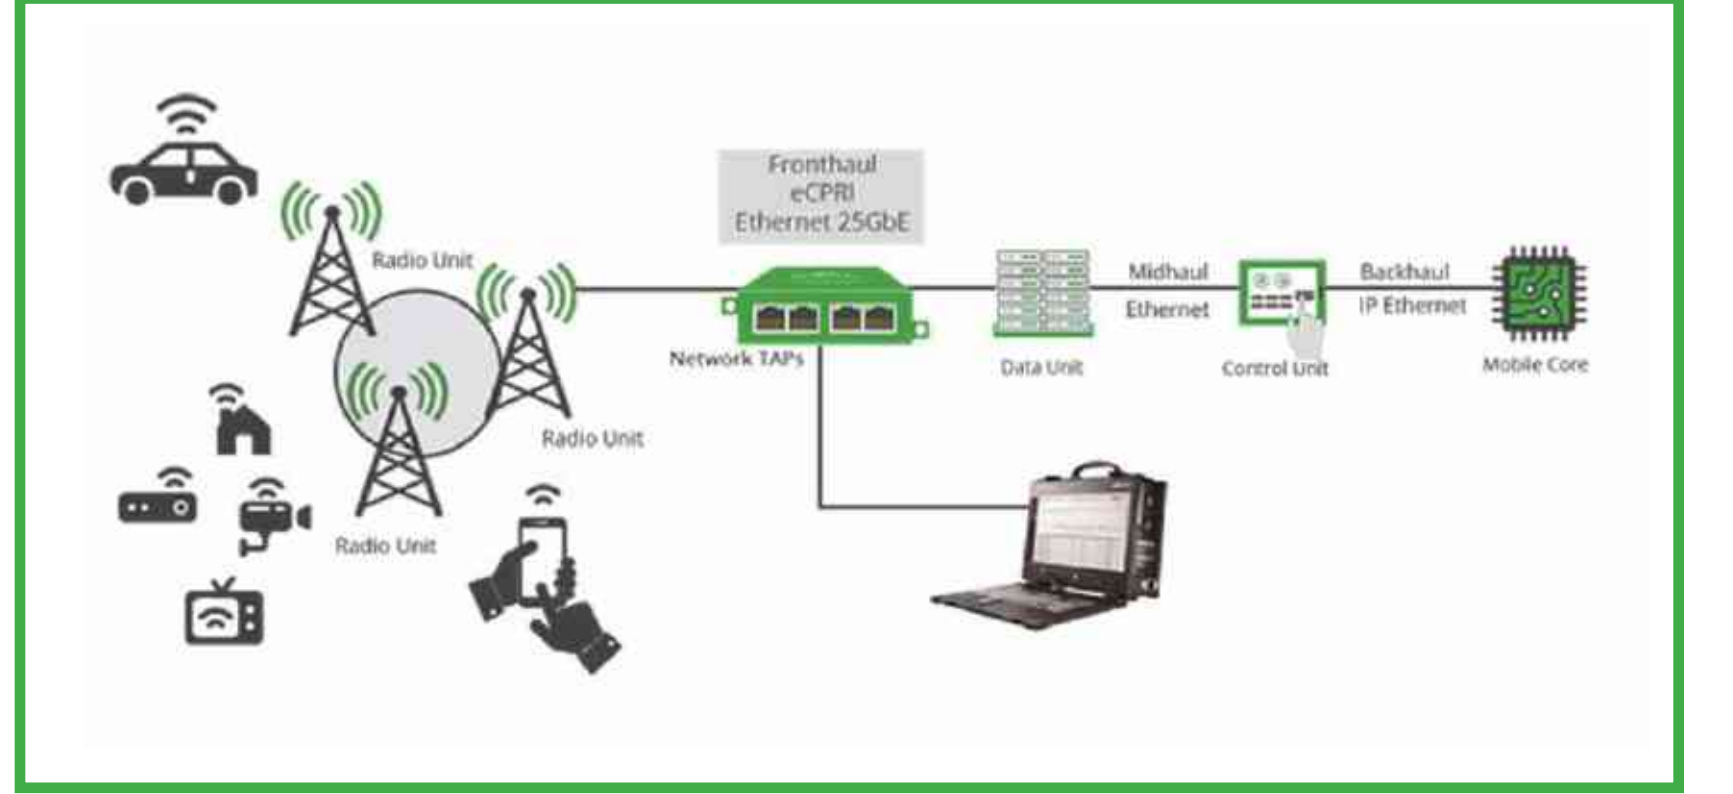 Fronthaul
eCPRI
Ethernet 25GbE
Radio Unit
Midhaul
Ethernet
Backhaul
IP Ethernet
Network TAPs
Data Unit
Control Unit
Mobile Core
Radio Unit
Radio Unit